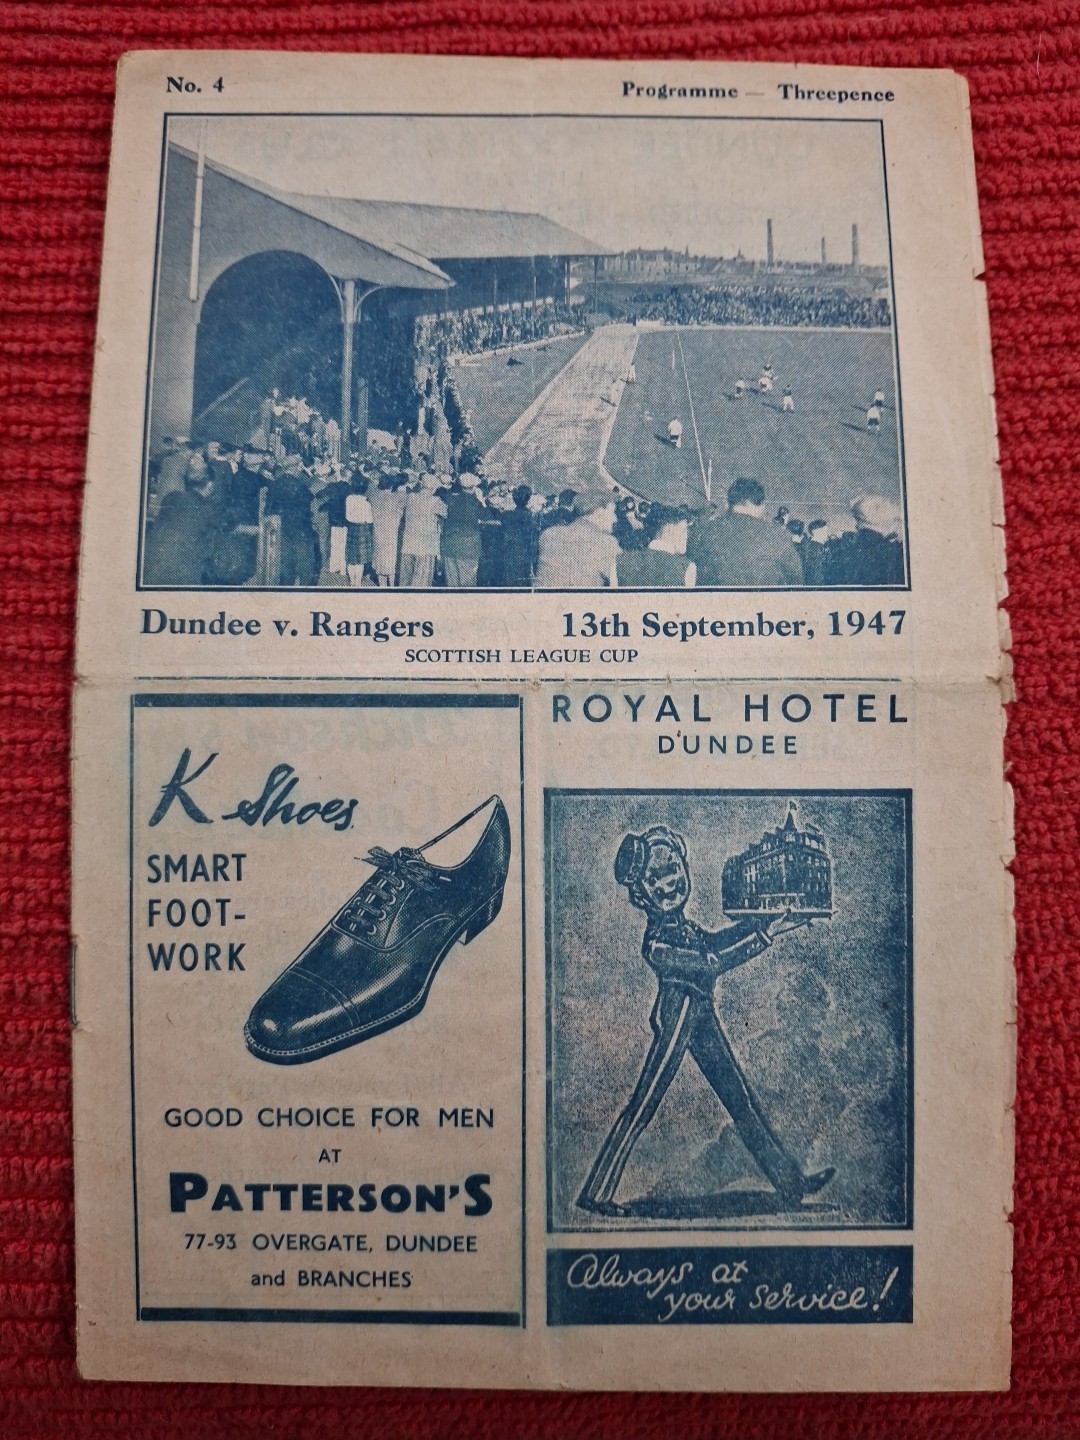 No. 4
Programme — Threepence
Dundee v. Rangers 13th September, 1947
SCOTTISH LEAGUE CUP
K Shoes
SMART
FOOT-
WORK
GOOD CHOICE FOR MEN
AT
PATTERSON'S
77-93 OVERGATE, DUNDEE
and BRANCHES
ROYAL HOTEL
DUNDEE
Always at
your service!